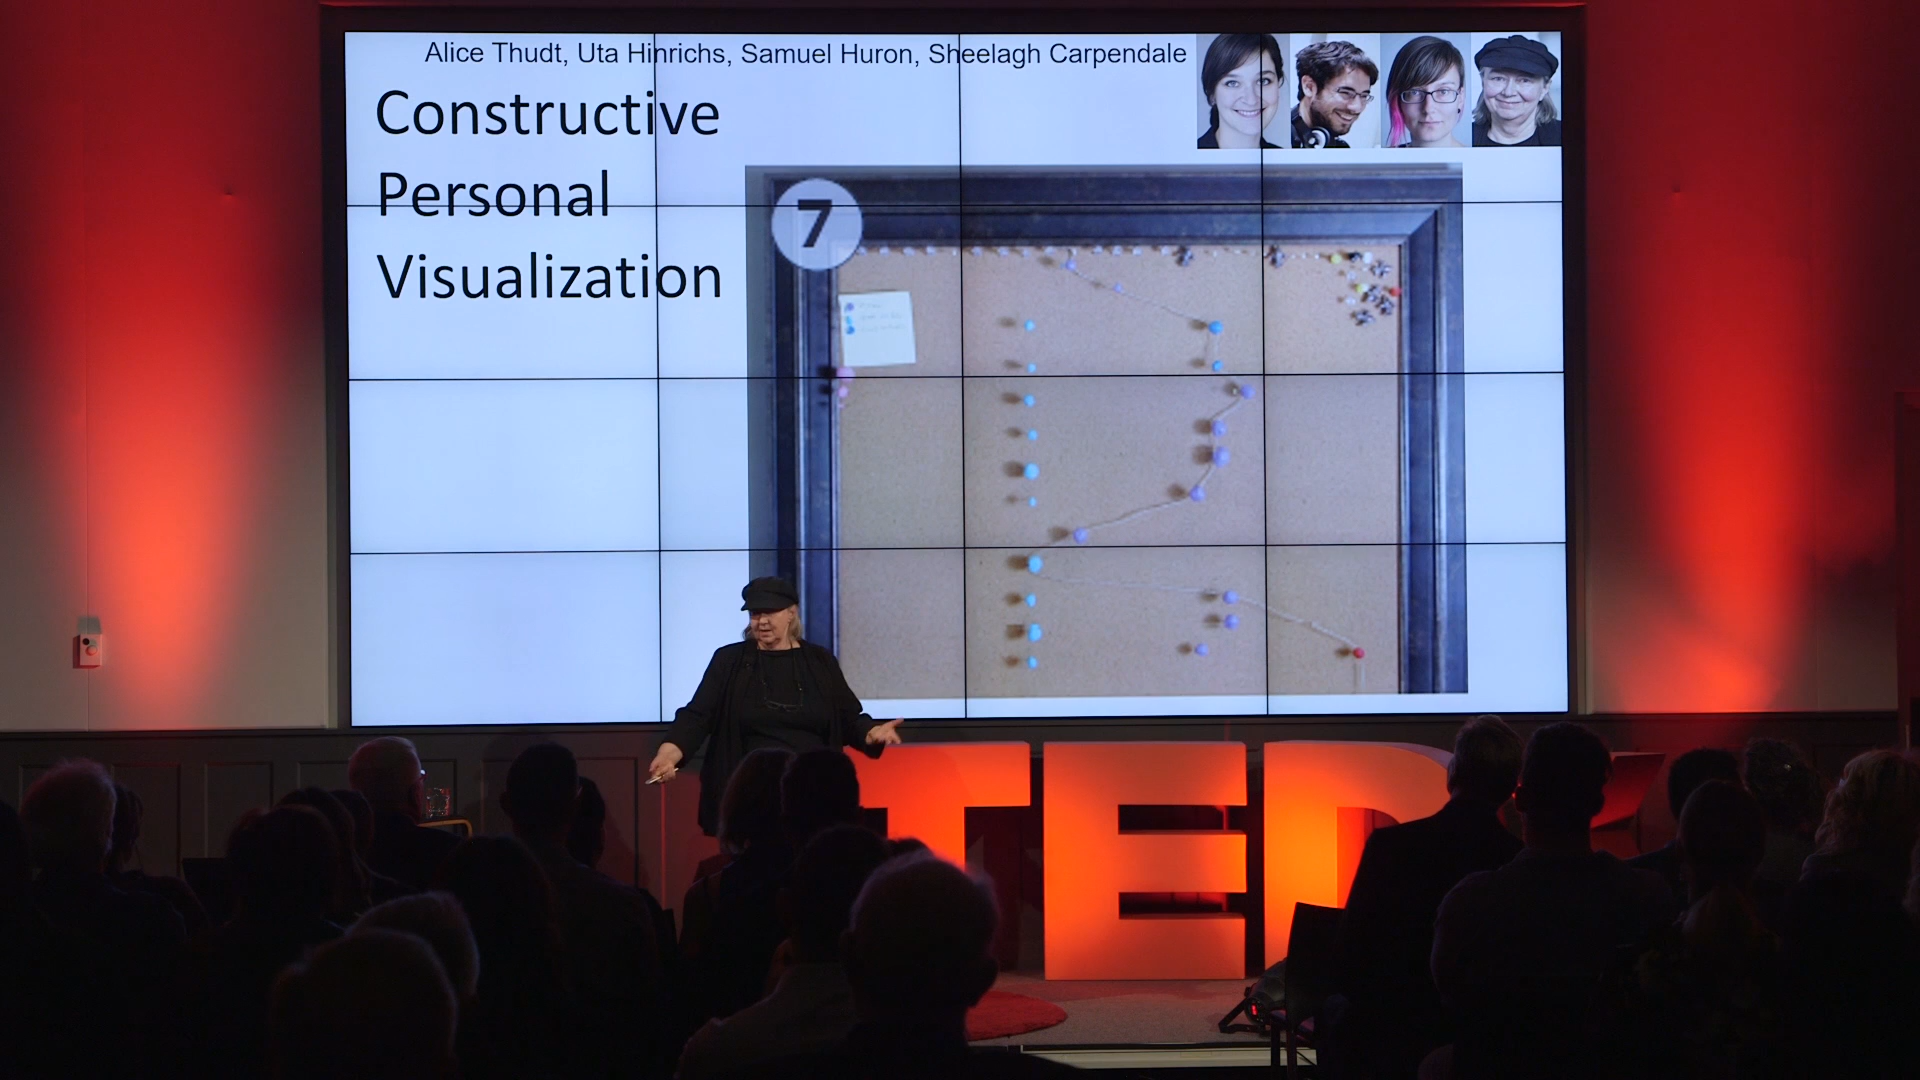 Alice Thudt, Uta Hinrichs, Samuel Huron, Sheelagh Carpendale
Constructive
Personal
Visualization
7
TED